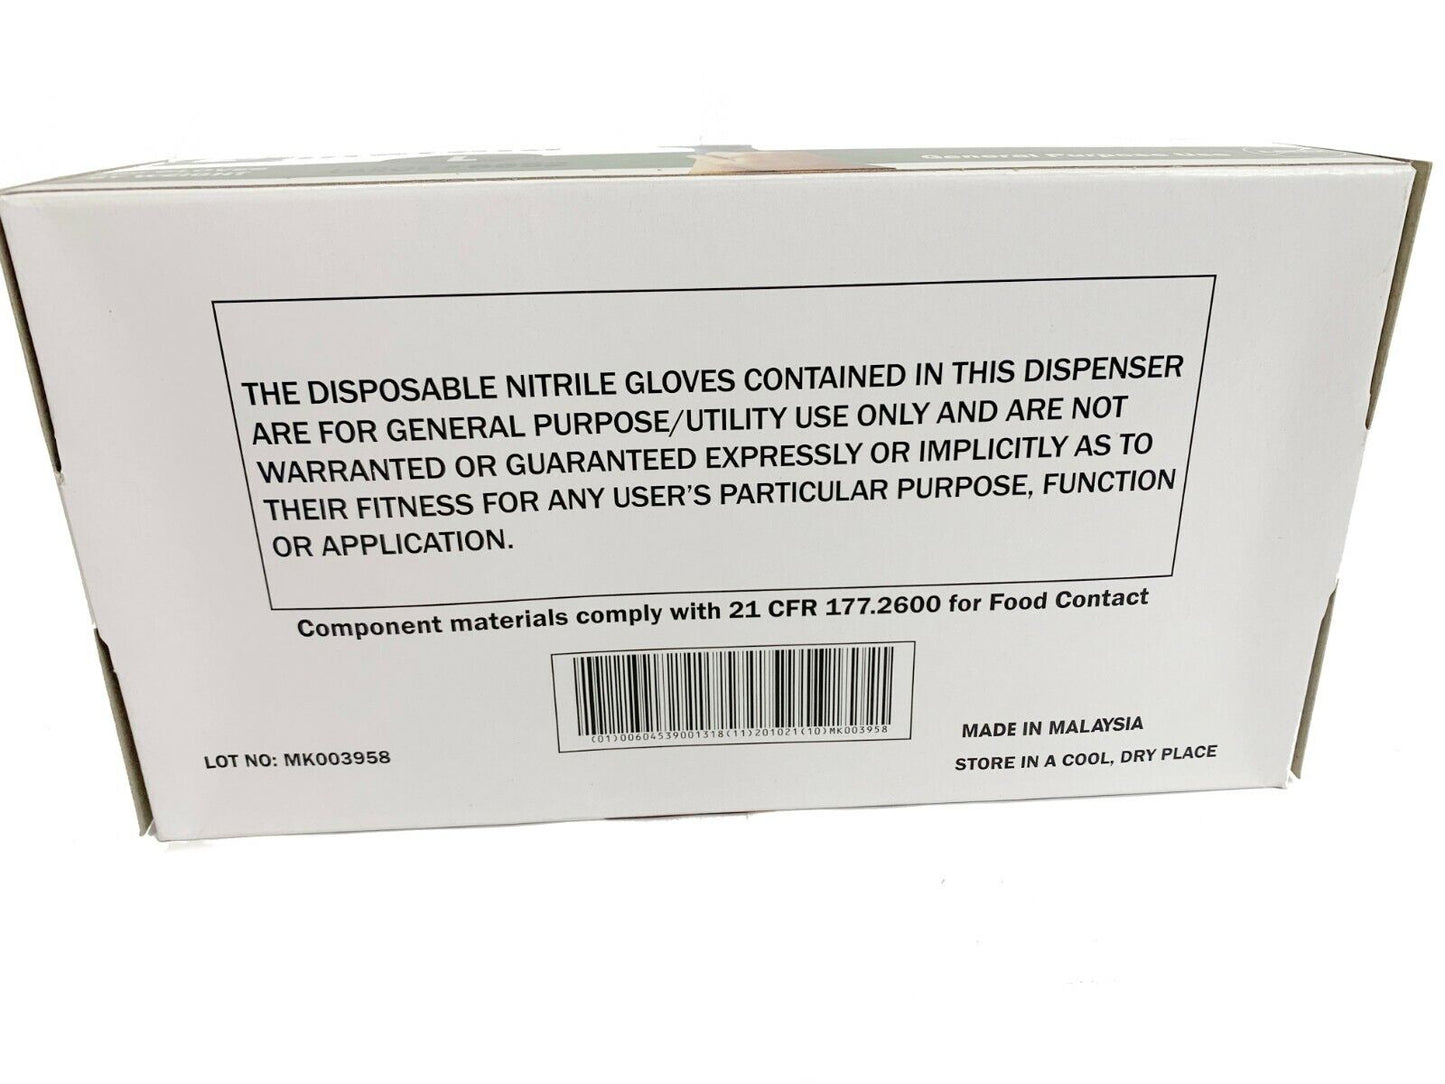 L
General Purpose
THE DISPOSABLE NITRILE GLOVES CONTAINED IN THIS DISPENSER
ARE FOR GENERAL PURPOSE/UTILITY USE ONLY AND ARE NOT
WARRANTED OR GUARANTEED EXPRESSLY OR IMPLICITLY AS TO
THEIR FITNESS FOR ANY USER'S PARTICULAR PURPOSE, FUNCTION
OR APPLICATION.
Component materials comply with 21 CFR 177.2600 for Food Contact
(01)00604539001318(11)201021(10)MK003958
LOT NO: MK003958
MADE IN MALAYSIA
STORE IN A COOL, DRY PLACE